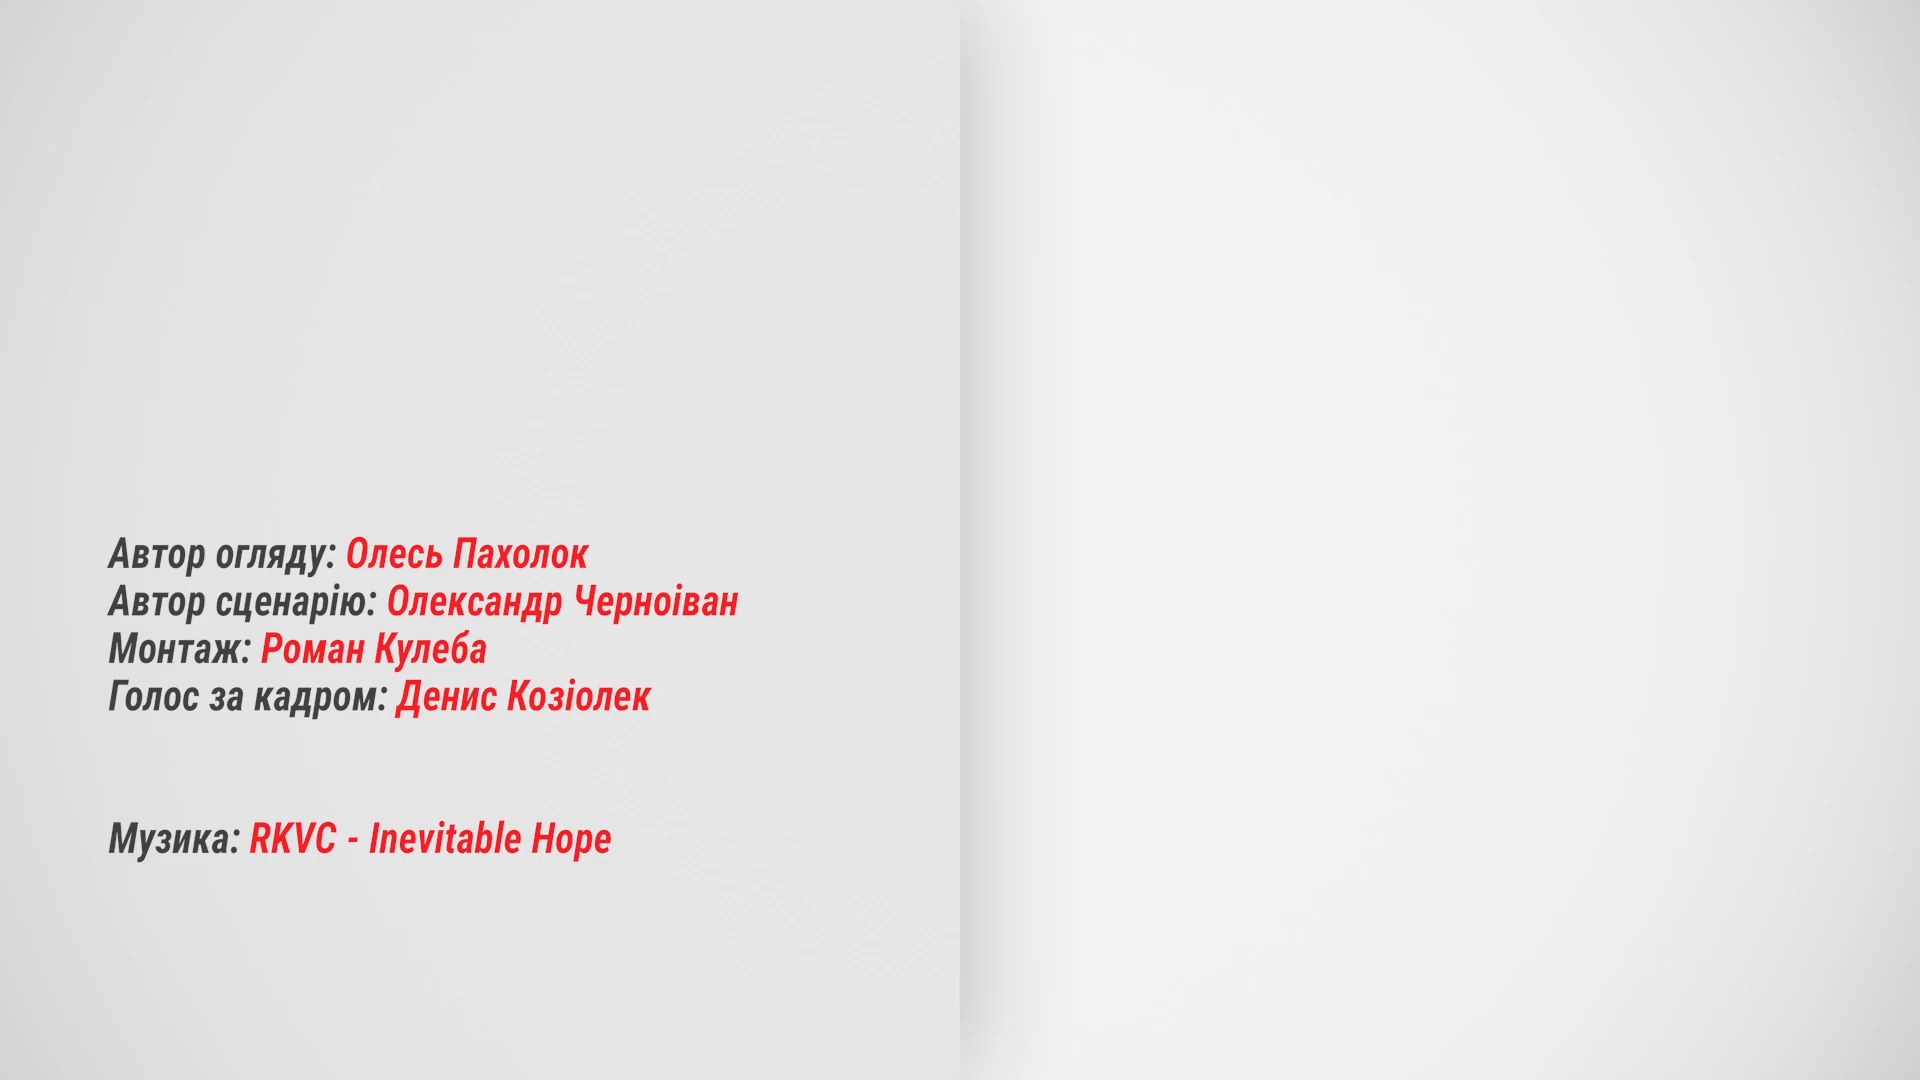 Автор огляду: Олесь Пахолок
Автор сценарію: Олександр Черноіван
Монтаж: Роман Кулеба
Голос за кадром: Денис Козіолек
Музика: RKVC - Inevitable Hope